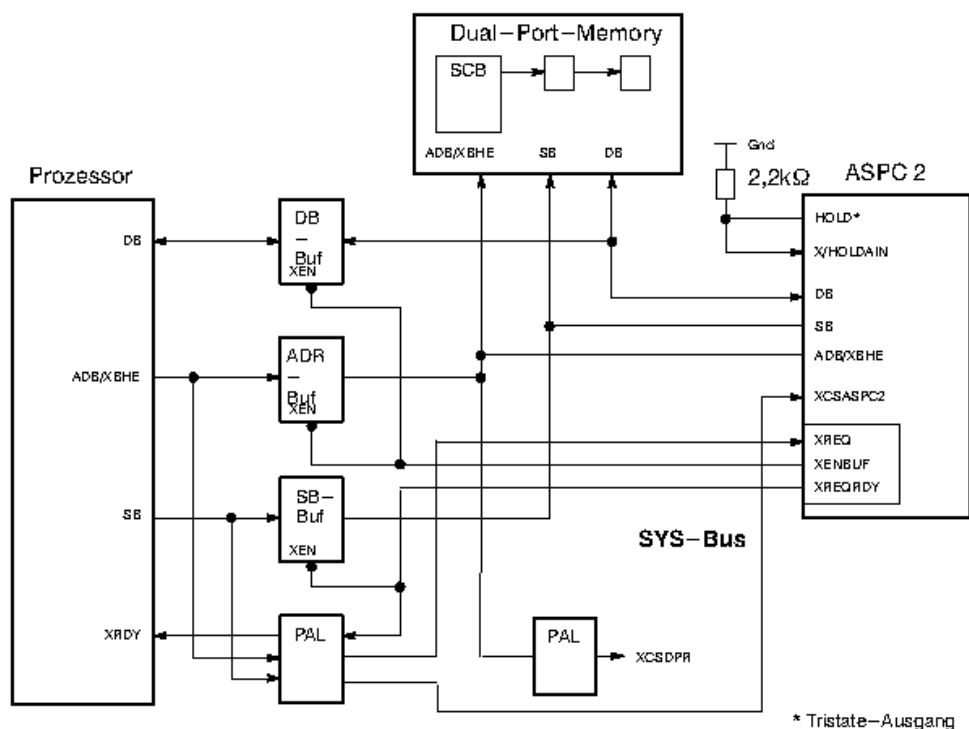 Dual-Port-Memory
SCB
ADB/XBHE SB DB
Gnd
2,2kΩ
ASPC 2
HOLD*
X/HOLDAIN
DB
SB
ADB/XBHE
XCSASPC2
XREQ
XENBUF
XREQRDY
Prozessor
DB
ADB/XBHE
SB
XRDY
DB
-
Buf
XEN
ADR
-
Buf
XEN
SB-
Buf
XEN
PAL
SYS-Bus
PAL
XCSDPR
* Tristate-Ausgang